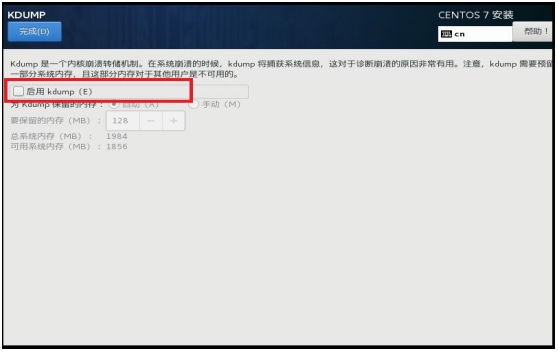 KDUMP
CENTOS 7 安装
完成(D)
cn
帮助！
Kdump 是一个内核崩溃转储机制。在系统崩溃的时候，kdump 将捕获系统信息，这对于诊断崩溃的原因非常有用。注意，kdump 需要预留
一部分系统内存，且这部分内存对于其他用户是不可用的。
启用 kdump（E）
为 Kdump 保留的内存： 自动（A） 手动（M）
要保留的内存（MB）： 128 － +
总系统内存（MB）： 1984
可用系统内存（MB）： 1856